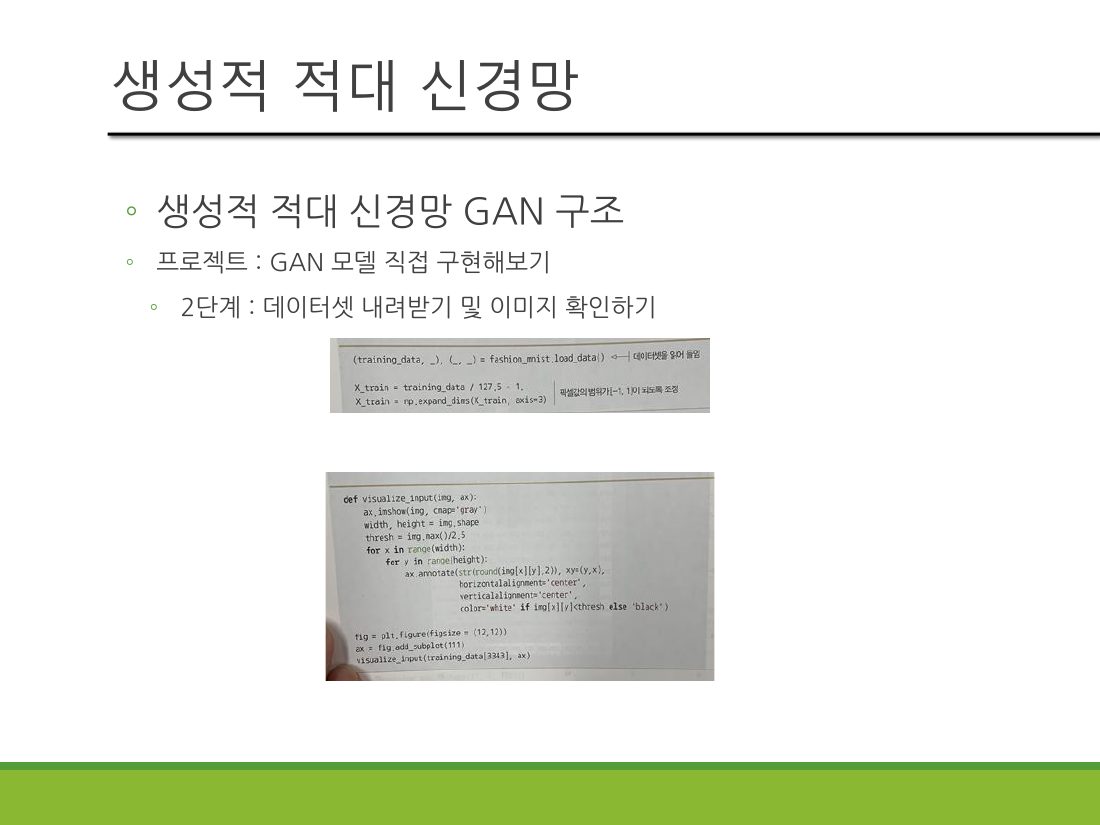 생성적 적대 신경망
생성적 적대 신경망 GAN 구조
프로젝트 : GAN 모델 직접 구현해보기
2단계 : 데이터셋 내려받기 및 이미지 확인하기
(training_data, _), (_, _) = fashion_mnist.load_data() 데이터셋을 읽어 들임
X_train = training_data / 127.5 - 1.
X_train = np.expand_dims(X_train, axis=3) 픽셀값의 범위가 [-1, 1]이 되도록 조정
def visualize_input(img, ax):
ax.imshow(img, cmap='gray')
width, height = img.shape
thresh = img.max()/2.5
for x in range(width):
for y in range(height):
ax.annotate(str(round(img[x][y],2)), xy=(y,x),
horizontalalignment='center',
verticalalignment='center',
color='white' if img[x][y]<thresh else 'black')
fig = plt.figure(figsize = (12,12))
ax = fig.add_subplot(111)
visualize_input(training_data[3343], ax)